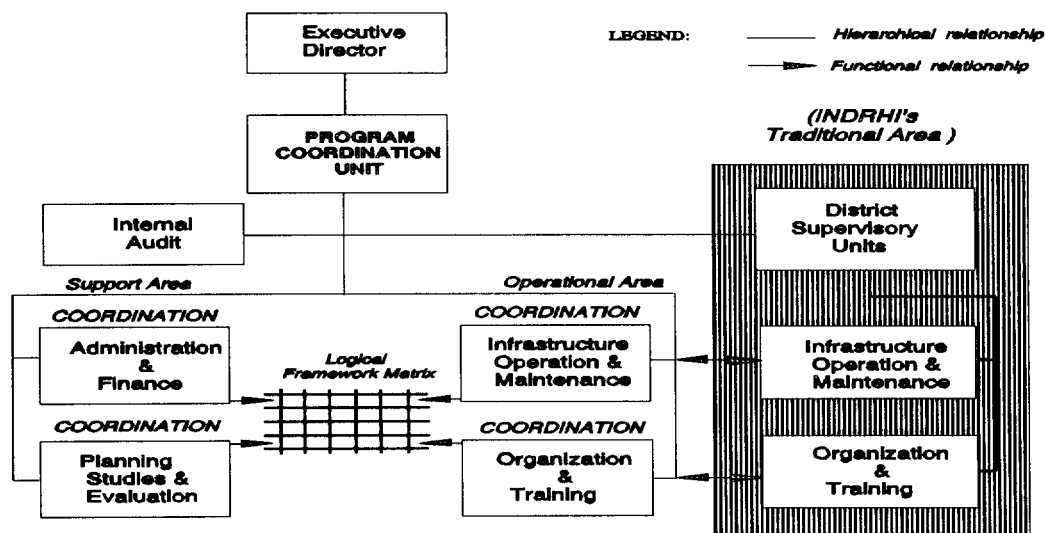 Executive
Director
LEGEND:
Hierarchical relationship
Functional relationship
PROGRAM
COORDINATION
UNIT
(INDRHI's
Traditional Area )
Internal
Audit
District
Supervisory
Units
Support Area
Operational Area
COORDINATION
Administration
&
Finance
Logical
Framework Matrix
COORDINATION
Infrastructure
Operation &
Maintenance
Infrastructure
Operation &
Maintenance
COORDINATION
Planning
Studies &
Evaluation
COORDINATION
Organization
&
Training
Organization
&
Training